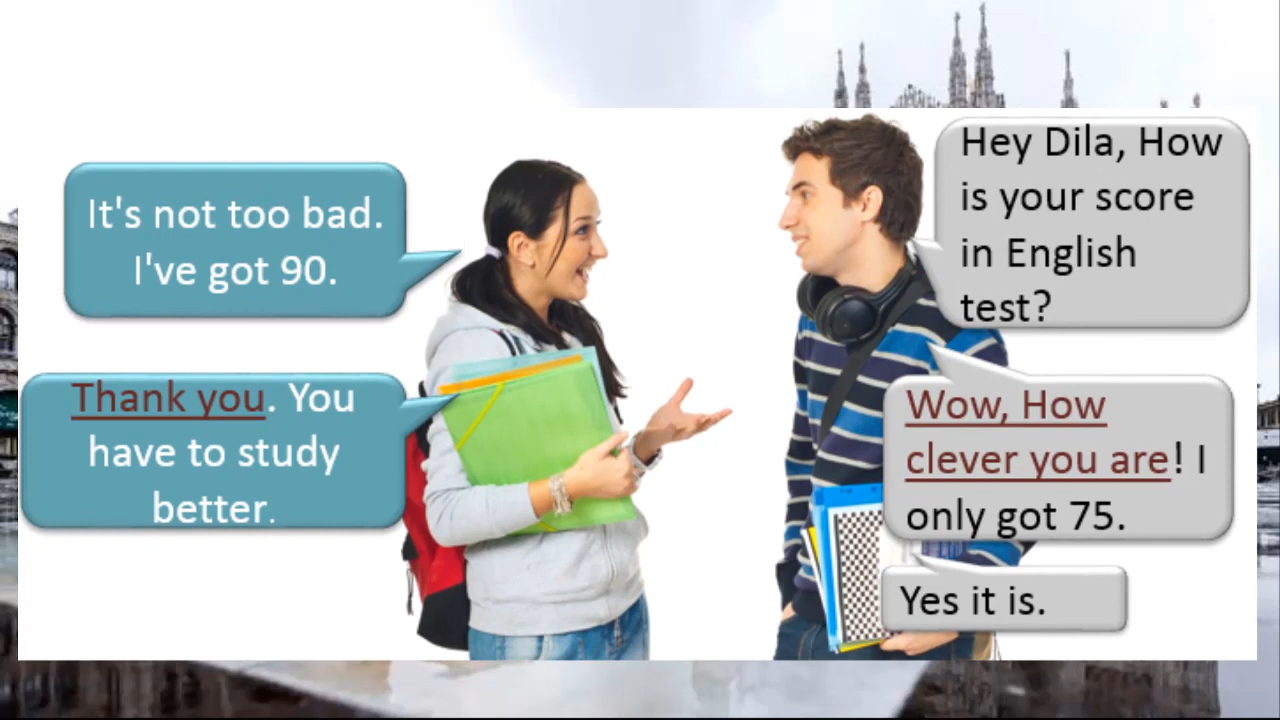 Hey Dila, How
is your score
in English
test?
It's not too bad.
I've got 90.
Wow, How
clever you are! I
only got 75.
Thank you. You
have to study
better.
Yes it is.